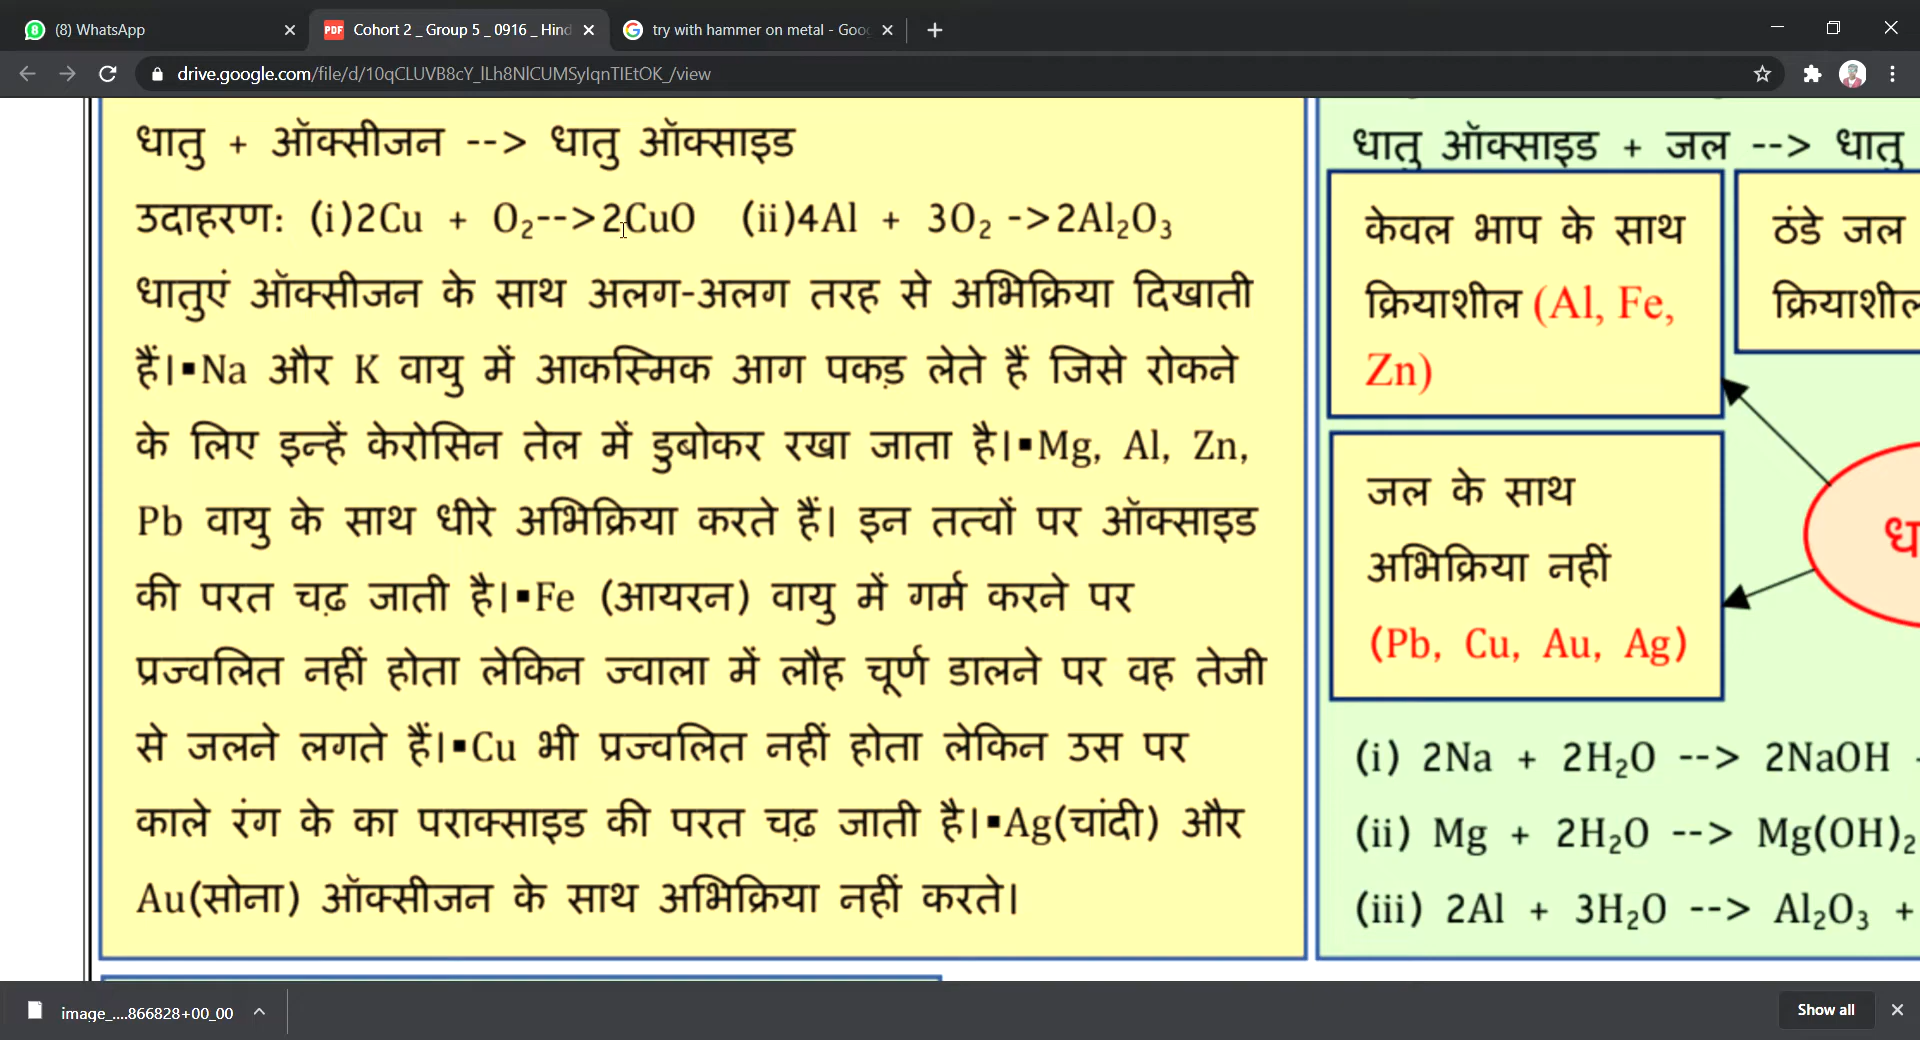 (8) WhatsApp
Cohort 2 _ Group 5 _ 0916 _ Hind
try with hammer on metal - Goo
drive.google.com/file/d/10qCLUVB8cY_lLh8NlCUMSylqnTlEtOK_/view
धातु + ऑक्सीजन --> धातु ऑक्साइड
उदाहरण: (i)2Cu + O₂-->2CuO (ii)4Al + 3O₂ ->2Al₂O₃
धातुएं ऑक्सीजन के साथ अलग-अलग तरह से अभिक्रिया दिखाती
हैं।▪Na और K वायु में आकस्मिक आग पकड़ लेते हैं जिसे रोकने
के लिए इन्हें केरोसिन तेल में डुबोकर रखा जाता है।▪Mg, Al, Zn,
Pb वायु के साथ धीरे अभिक्रिया करते हैं। इन तत्वों पर ऑक्साइड
की परत चढ़ जाती है।▪Fe (आयरन) वायु में गर्म करने पर
प्रज्वलित नहीं होता लेकिन ज्वाला में लौह चूर्ण डालने पर वह तेजी
से जलने लगते हैं।▪Cu भी प्रज्वलित नहीं होता लेकिन उस पर
काले रंग के का पराक्साइड की परत चढ़ जाती है।▪Ag(चांदी) और
Au(सोना) ऑक्सीजन के साथ अभिक्रिया नहीं करते।
धातु ऑक्साइड + जल --> धातु
केवल भाप के साथ
क्रियाशील (Al, Fe,
Zn)
ठंडे जल
क्रियाशील
जल के साथ
अभिक्रिया नहीं
(Pb, Cu, Au, Ag)
(i) 2Na + 2H₂O --> 2NaOH
(ii) Mg + 2H₂O --> Mg(OH)₂
(iii) 2Al + 3H₂O --> Al₂O₃ +
image_....866828+00_00
Show all